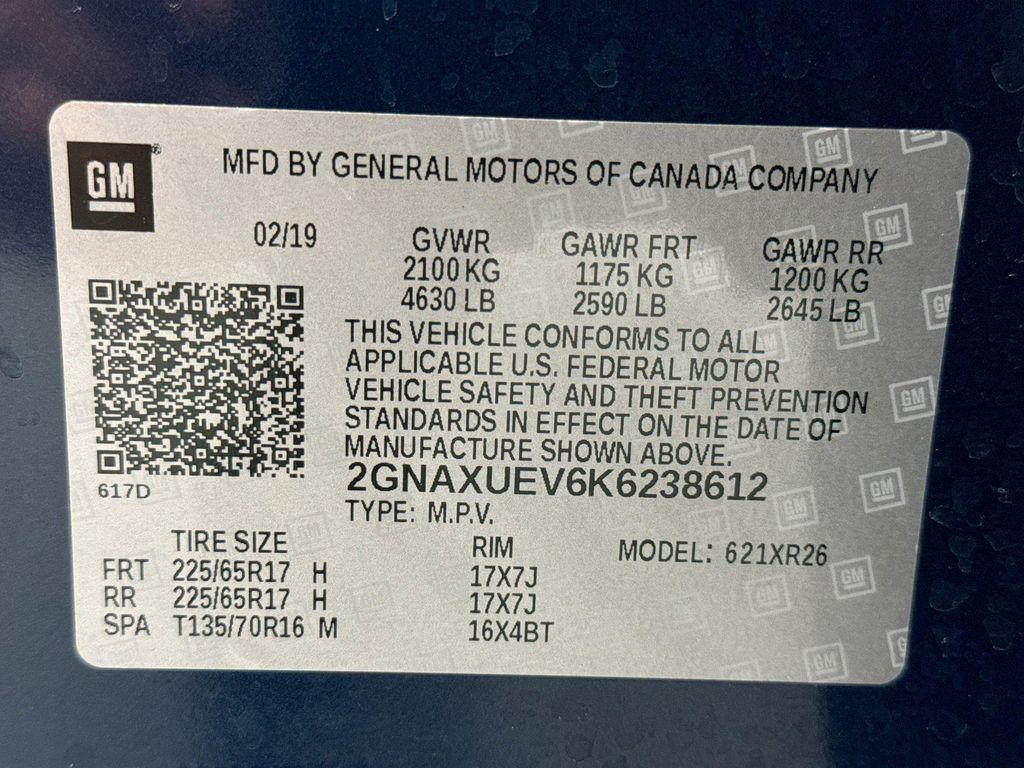 GM
MFD BY GENERAL MOTORS OF CANADA COMPANY
02/19 GVWR GAWR FRT GAWR RR
2100 KG 1175 KG 1200 KG
4630 LB 2590 LB 2645 LB
THIS VEHICLE CONFORMS TO ALL
APPLICABLE U.S. FEDERAL MOTOR
VEHICLE SAFETY AND THEFT PREVENTION
STANDARDS IN EFFECT ON THE DATE OF
MANUFACTURE SHOWN ABOVE.
617D
2GNAXUEV6K6238612
TYPE: M.P.V.
TIRE SIZE RIM MODEL: 621XR26
FRT 225/65R17 H 17X7J
RR 225/65R17 H 17X7J
SPA T135/70R16 M 16X4BT